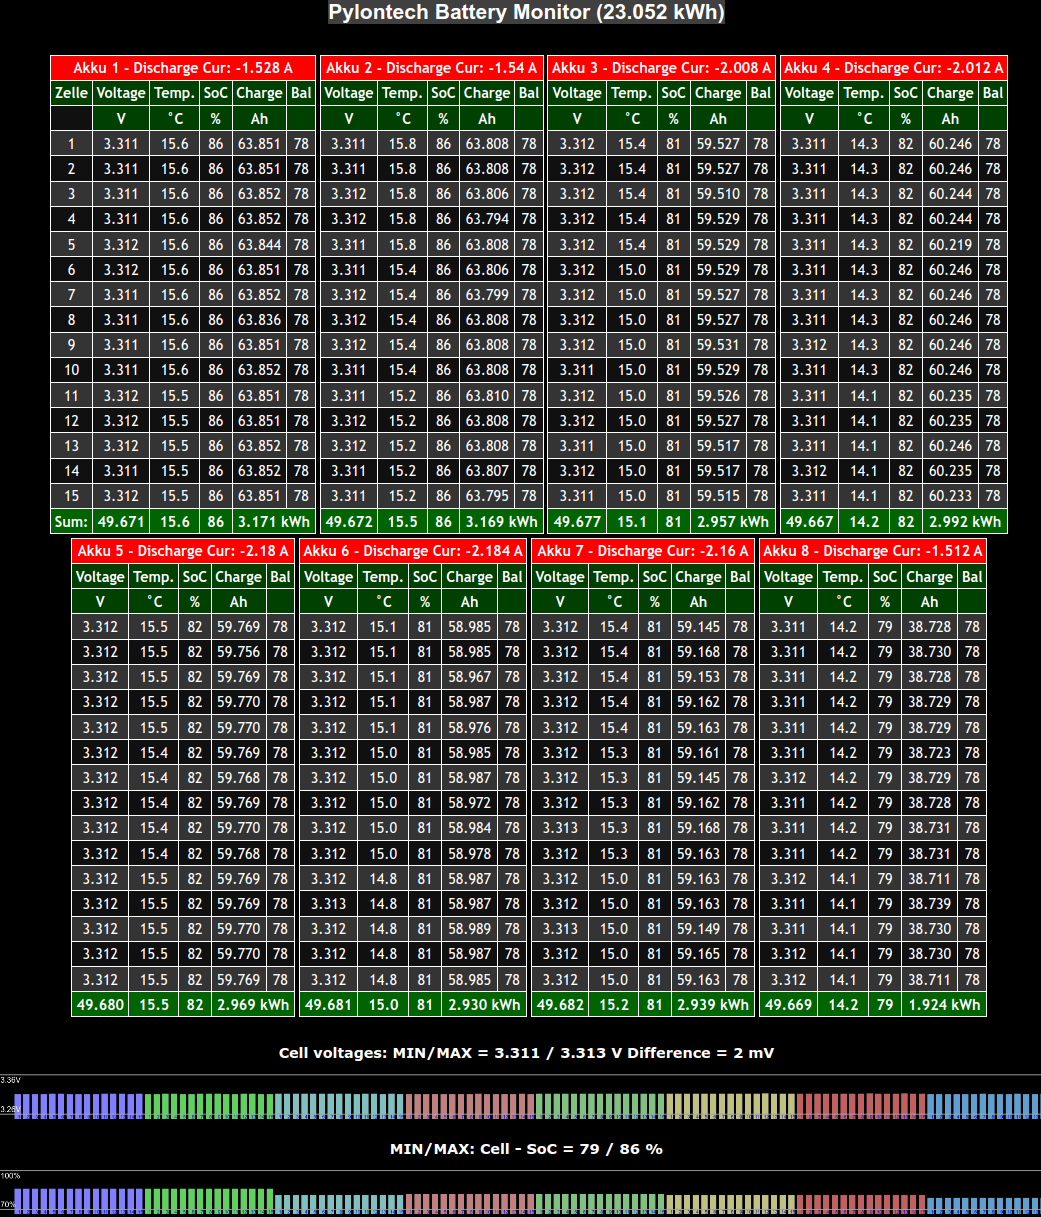 Pylontech Battery Monitor (23.052 kWh)
Akku 1 - Discharge Cur: -1.528 A Akku 2 - Discharge Cur: -1.54 A Akku 3 - Discharge Cur: -2.008 A Akku 4 - Discharge Cur: -2.012 A
Zelle Voltage Temp. SoC Charge Bal Voltage Temp. SoC Charge Bal Voltage Temp. SoC Charge Bal Voltage Temp. SoC Charge Bal
V °C % Ah V °C % Ah V °C % Ah V °C % Ah
1 3.311 15.6 86 63.851 78 3.311 15.8 86 63.808 78 3.312 15.4 81 59.527 78 3.311 14.3 82 60.246 78
2 3.311 15.6 86 63.851 78 3.311 15.8 86 63.808 78 3.312 15.4 81 59.527 78 3.311 14.3 82 60.246 78
3 3.311 15.6 86 63.852 78 3.312 15.8 86 63.806 78 3.312 15.4 81 59.510 78 3.311 14.3 82 60.244 78
4 3.311 15.6 86 63.852 78 3.312 15.8 86 63.794 78 3.312 15.4 81 59.529 78 3.311 14.3 82 60.244 78
5 3.312 15.6 86 63.844 78 3.311 15.8 86 63.808 78 3.312 15.4 81 59.529 78 3.311 14.3 82 60.219 78
6 3.312 15.6 86 63.851 78 3.311 15.4 86 63.806 78 3.312 15.0 81 59.529 78 3.311 14.3 82 60.246 78
7 3.311 15.6 86 63.852 78 3.312 15.4 86 63.799 78 3.312 15.0 81 59.527 78 3.311 14.3 82 60.246 78
8 3.311 15.6 86 63.836 78 3.312 15.4 86 63.808 78 3.312 15.0 81 59.527 78 3.311 14.3 82 60.246 78
9 3.311 15.6 86 63.851 78 3.312 15.4 86 63.808 78 3.312 15.0 81 59.531 78 3.312 14.3 82 60.246 78
10 3.311 15.6 86 63.852 78 3.311 15.4 86 63.808 78 3.311 15.0 81 59.529 78 3.311 14.3 82 60.246 78
11 3.312 15.5 86 63.851 78 3.311 15.2 86 63.810 78 3.312 15.0 81 59.526 78 3.311 14.1 82 60.235 78
12 3.312 15.5 86 63.851 78 3.312 15.2 86 63.808 78 3.312 15.0 81 59.526 78 3.312 14.1 82 60.235 78
13 3.312 15.5 86 63.852 78 3.312 15.2 86 63.808 78 3.311 15.0 81 59.517 78 3.311 14.1 82 60.246 78
14 3.311 15.5 86 63.852 78 3.311 15.2 86 63.807 78 3.311 15.0 81 59.517 78 3.312 14.1 82 60.235 78
15 3.312 15.5 86 63.851 78 3.311 15.2 86 63.795 78 3.311 15.0 81 59.515 78 3.311 14.1 82 60.233 78
Sum: 49.671 15.6 86 3.171 kWh 49.672 15.5 86 3.169 kWh 49.677 15.1 81 2.957 kWh 49.667 14.2 82 2.992 kWh
Akku 5 - Discharge Cur: -2.18 A Akku 6 - Discharge Cur: -2.184 A Akku 7 - Discharge Cur: -2.16 A Akku 8 - Discharge Cur: -1.512 A
Voltage Temp. SoC Charge Bal Voltage Temp. SoC Charge Bal Voltage Temp. SoC Charge Bal Voltage Temp. SoC Charge Bal
V °C % Ah V °C % Ah V °C % Ah V °C % Ah
3.312 15.5 82 59.769 78 3.312 15.1 81 58.985 78 3.312 15.4 81 59.145 78 3.311 14.2 79 38.728 78
3.312 15.5 82 59.756 78 3.312 15.1 81 58.985 78 3.312 15.4 81 59.168 78 3.311 14.2 79 38.730 78
3.312 15.5 82 59.769 78 3.312 15.1 81 58.967 78 3.312 15.4 81 59.153 78 3.311 14.2 79 38.728 78
3.312 15.5 82 59.770 78 3.312 15.1 81 58.987 78 3.312 15.4 81 59.162 78 3.311 14.2 79 38.729 78
3.312 15.5 82 59.770 78 3.312 15.1 81 58.976 78 3.312 15.4 81 59.163 78 3.311 14.2 79 38.729 78
3.312 15.4 82 59.769 78 3.312 15.0 81 58.985 78 3.312 15.3 81 59.161 78 3.311 14.2 79 38.723 78
3.312 15.4 82 59.768 78 3.312 15.0 81 58.987 78 3.312 15.3 81 59.145 78 3.312 14.2 79 38.729 78
3.312 15.4 82 59.769 78 3.312 15.0 81 58.972 78 3.312 15.3 81 59.162 78 3.311 14.2 79 38.728 78
3.312 15.4 82 59.770 78 3.312 15.0 81 58.984 78 3.313 15.3 81 59.168 78 3.311 14.2 79 38.731 78
3.312 15.4 82 59.768 78 3.312 15.0 81 58.978 78 3.312 15.3 81 59.163 78 3.311 14.2 79 38.731 78
3.312 15.5 82 59.769 78 3.312 14.8 81 58.987 78 3.312 15.0 81 59.163 78 3.312 14.1 79 38.711 78
3.312 15.5 82 59.769 78 3.313 14.8 81 58.987 78 3.312 15.0 81 59.163 78 3.311 14.1 79 38.739 78
3.312 15.5 82 59.770 78 3.312 14.8 81 58.989 78 3.313 15.0 81 59.149 78 3.311 14.1 79 38.730 78
3.312 15.5 82 59.770 78 3.312 14.8 81 58.987 78 3.312 15.0 81 59.165 78 3.312 14.1 79 38.730 78
3.312 15.5 82 59.769 78 3.312 14.8 81 58.985 78 3.312 15.0 81 59.163 78 3.312 14.1 79 38.711 78
49.680 15.5 82 2.969 kWh 49.681 15.0 81 2.930 kWh 49.682 15.2 81 2.939 kWh 49.669 14.2 79 1.924 kWh
Cell voltages: MIN/MAX = 3.311 / 3.313 V Difference = 2 mV
3.36V
3.26V
MIN/MAX: Cell - SoC = 79 / 86 %
100%
70%